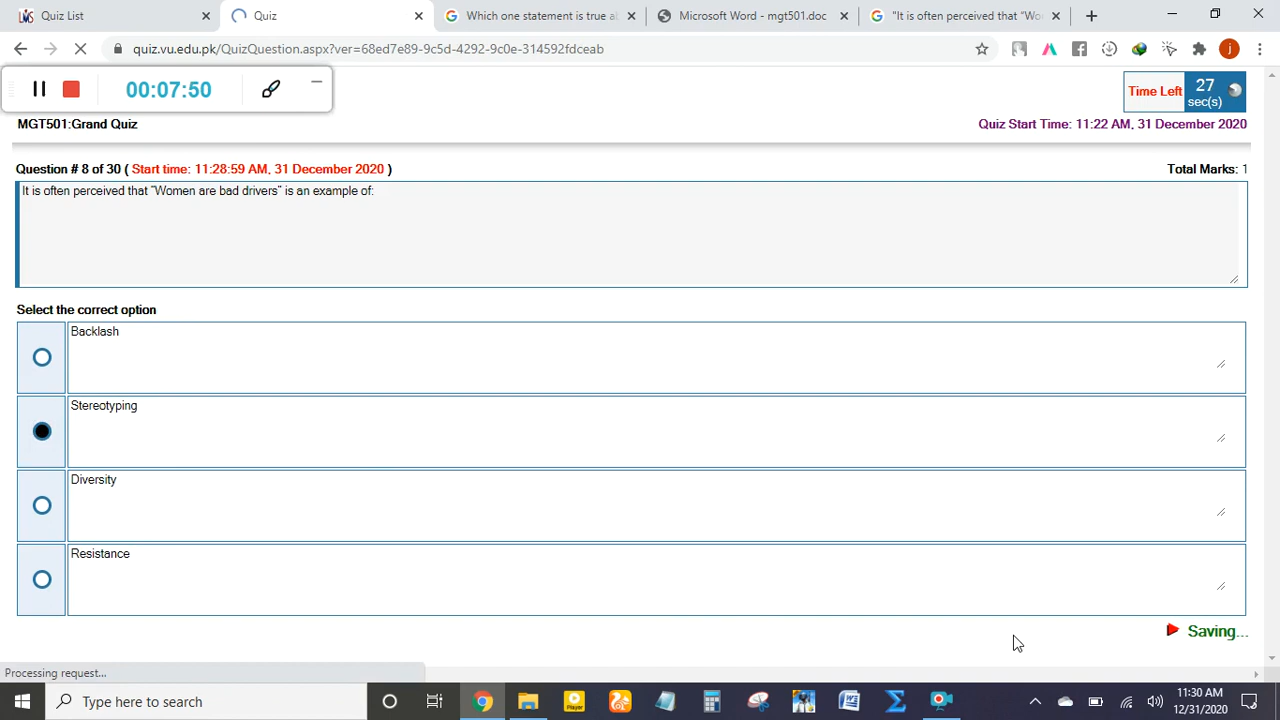 Quiz List
Quiz
Which one statement is true al
Microsoft Word - mgt501.doc
"It is often perceived that “Wo
quiz.vu.edu.pk/QuizQuestion.aspx?ver=68ed7e89-9c5d-4292-9c0e-314592fdceab
j
00:07:50
Time Left
27
sec(s)
MGT501:Grand Quiz
Quiz Start Time: 11:22 AM, 31 December 2020
Question # 8 of 30 ( Start time: 11:28:59 AM, 31 December 2020 )
Total Marks: 1
It is often perceived that “Women are bad drivers” is an example of:
Select the correct option
Backlash
Stereotyping
Diversity
Resistance
Saving...
Processing request...
Type here to search
Player
11:30 AM
12/31/2020